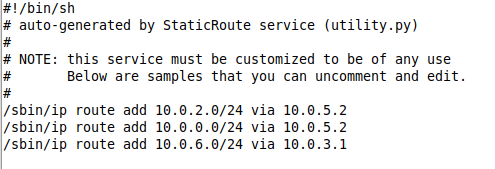 #!/bin/sh
# auto-generated by StaticRoute service (utility.py)
#
# NOTE: this service must be customized to be of any use
#       Below are samples that you can uncomment and edit.
#
/sbin/ip route add 10.0.2.0/24 via 10.0.5.2
/sbin/ip route add 10.0.0.0/24 via 10.0.5.2
/sbin/ip route add 10.0.6.0/24 via 10.0.3.1